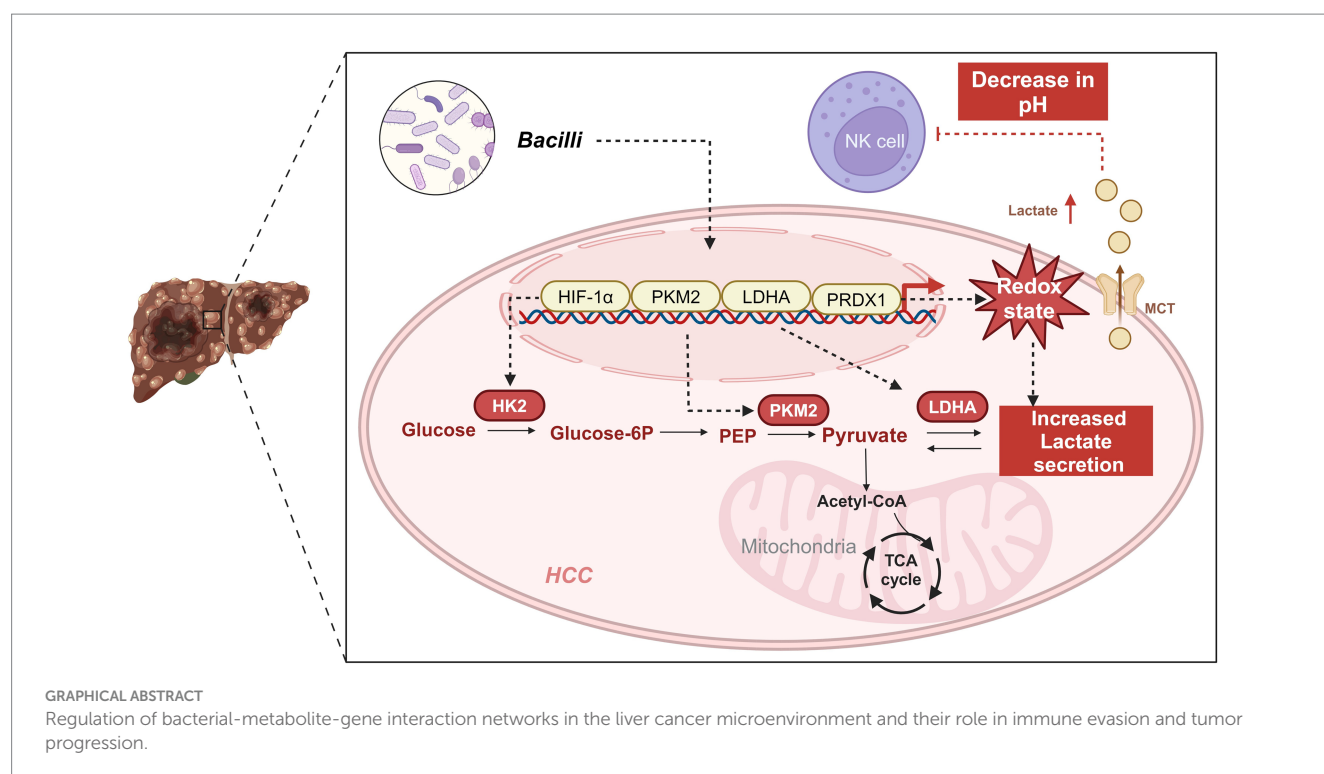 Decrease in
pH
NK cell
Bacilli
Lactate
HIF-1α
PKM2
LDHA
PRDX1
Redox
state
MCT
HK2
PKM2
LDHA
Glucose
Glucose-6P
PEP
Pyruvate
Increased
Lactate
secretion
Acetyl-CoA
Mitochondria
TCA
cycle
HCC
GRAPHICAL ABSTRACT
Regulation of bacterial-metabolite-gene interaction networks in the liver cancer microenvironment and their role in immune evasion and tumor
progression.